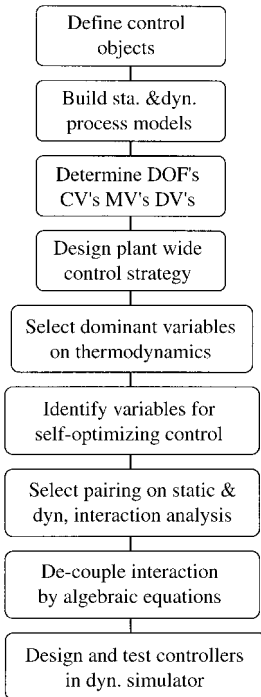 Define control
objects
Build sta. &dyn.
process models
Determine DOF's
CV's MV's DV's
Design plant wide
control strategy
Select dominant variables
on thermodynamics
Identify variables for
self-optimizing control
Select pairing on static &
dyn, interaction analysis
De-couple interaction
by algebraic equations
Design and test controllers
in dyn. simulator